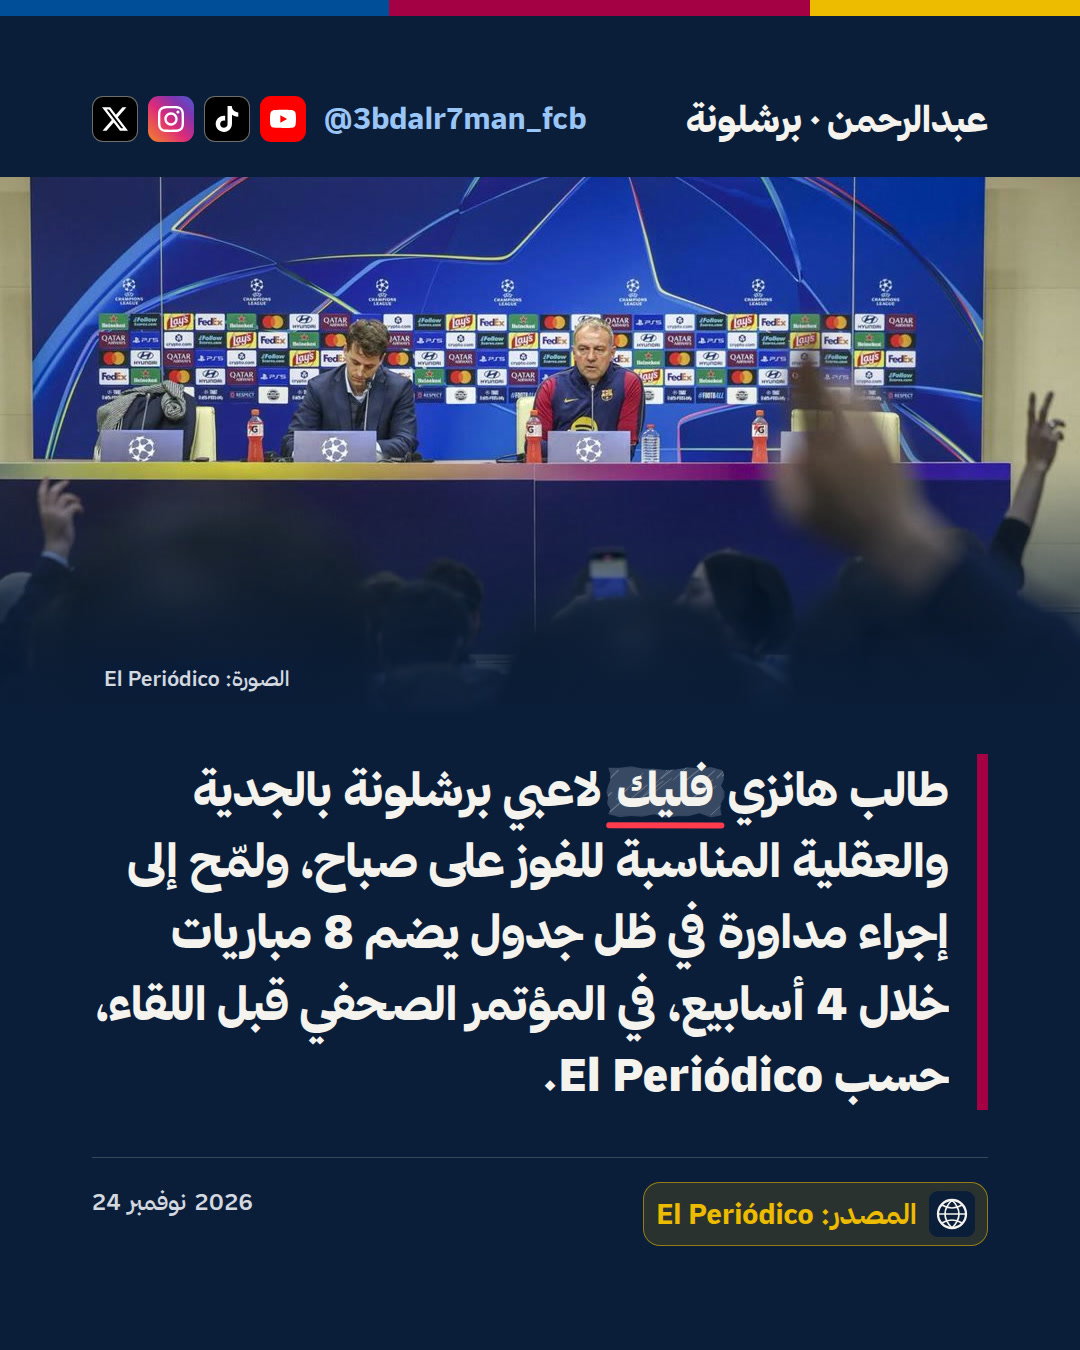 عبدالرحمن · برشلونة
@3bdalr7man_fcb
الصورة: El Periódico
طالب هانزي فليك لاعبي برشلونة بالجدية
والعقلية المناسبة للفوز على صباح، ولمّح إلى
إجراء مداورة في ظل جدول يضم 8 مباريات
خلال 4 أسابيع، في المؤتمر الصحفي قبل اللقاء،
حسب El Periódico.
المصدر: El Periódico
24 نوفمبر 2026